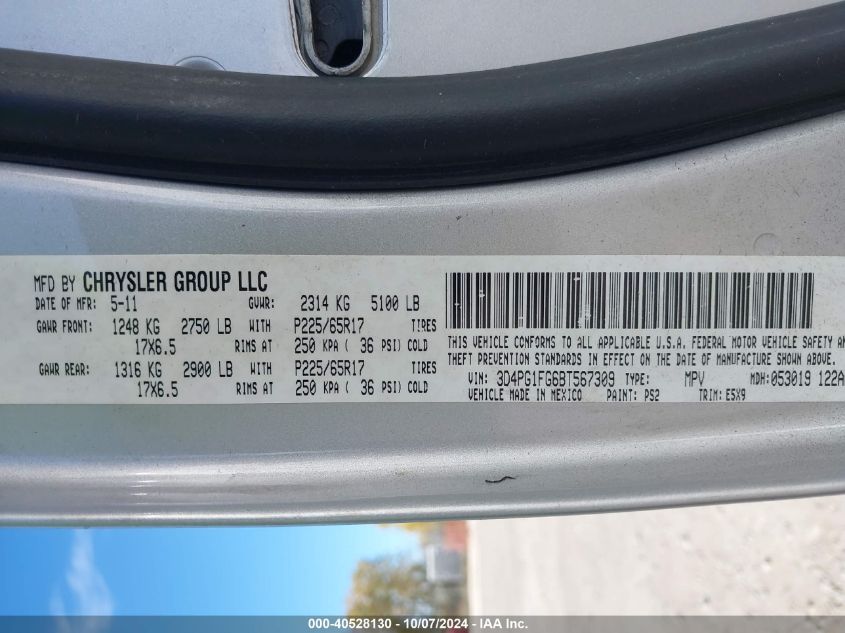 MFD BY CHRYSLER GROUP LLC
DATE OF MFR: 5-11 GVWR: 2314 KG 5100 LB
GAWR FRONT: 1248 KG 2750 LB WITH P225/65R17 TIRES
17X6.5 RIMS AT 250 KPA ( 36 PSI) COLD
GAWR REAR: 1316 KG 2900 LB WITH P225/65R17 TIRES
17X6.5 RIMS AT 250 KPA ( 36 PSI) COLD
THIS VEHICLE CONFORMS TO ALL APPLICABLE U.S.A. FEDERAL MOTOR VEHICLE SAFETY AN
THEFT PREVENTION STANDARDS IN EFFECT ON THE DATE OF MANUFACTURE SHOWN ABOVE.
VIN: 3D4PG1FG6BT567309 TYPE: MPV MDH: 053019 122A
VEHICLE MADE IN MEXICO PAINT: PS2 TRIM: E5X9
000-40528130 - 10/07/2024 - IAA Inc.